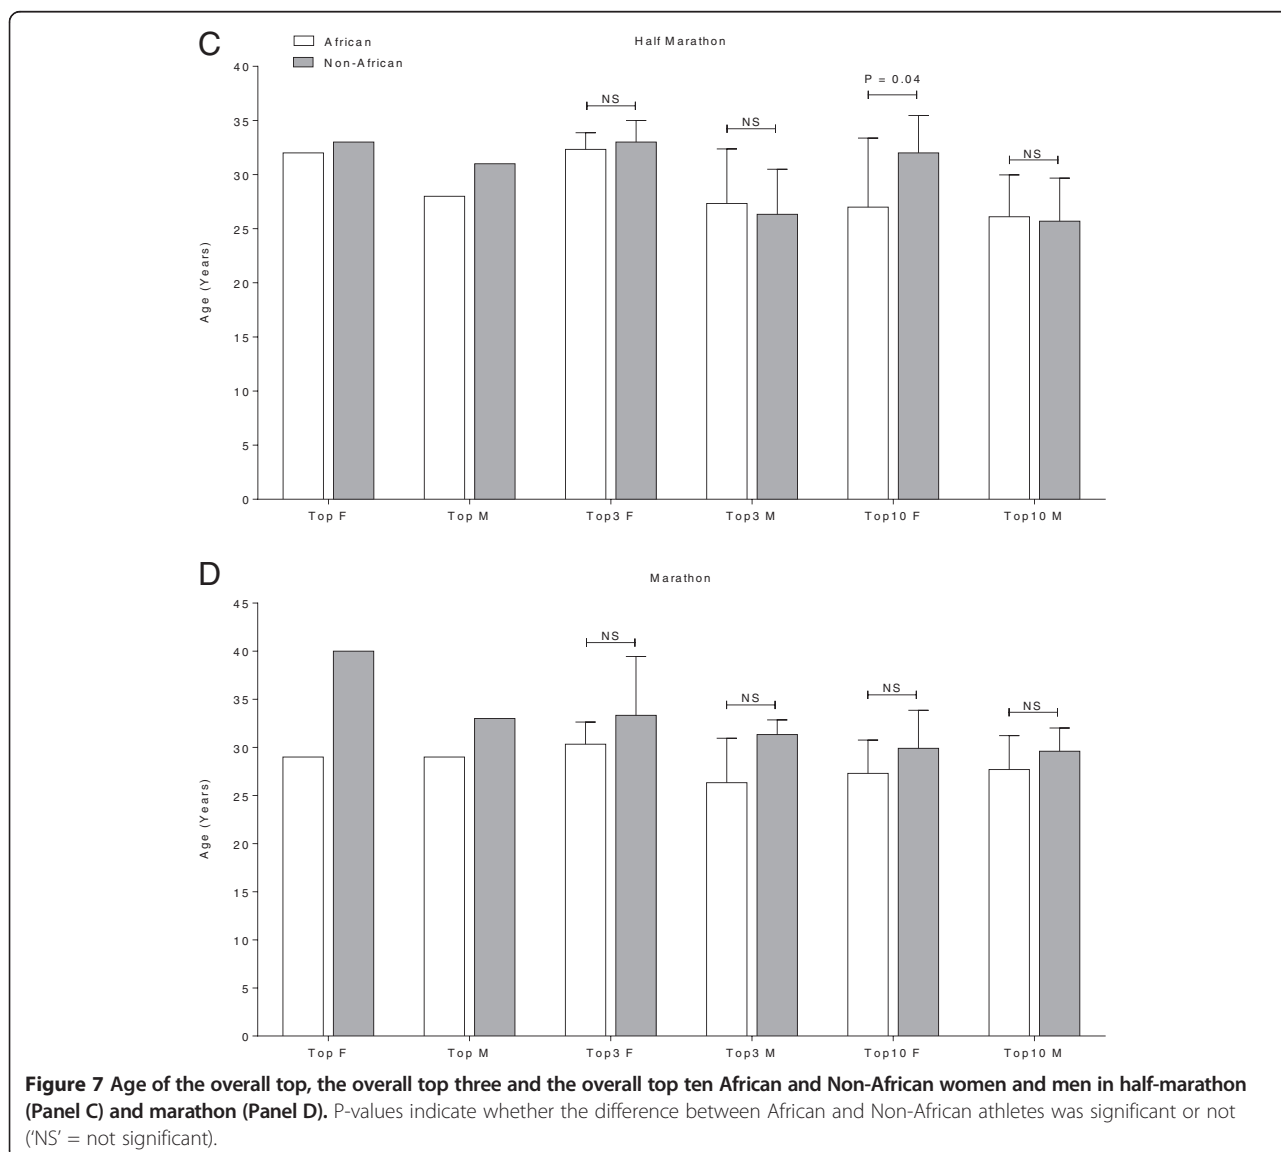 C
Half Marathon
African
Non-African
P = 0.04
NS
NS
NS
40
35
30
25
20
15
10
5
0
Age (Years)
Top F
Top M
Top3 F
Top3 M
Top10 F
Top10 M
D
Marathon
NS
NS
NS
NS
45
40
35
30
25
20
15
10
5
0
Age (Years)
Top F
Top M
Top3 F
Top3 M
Top10 F
Top10 M
Figure 7 Age of the overall top, the overall top three and the overall top ten African and Non-African women and men in half-marathon
(Panel C) and marathon (Panel D). P-values indicate whether the difference between African and Non-African athletes was significant or not
(‘NS’ = not significant).